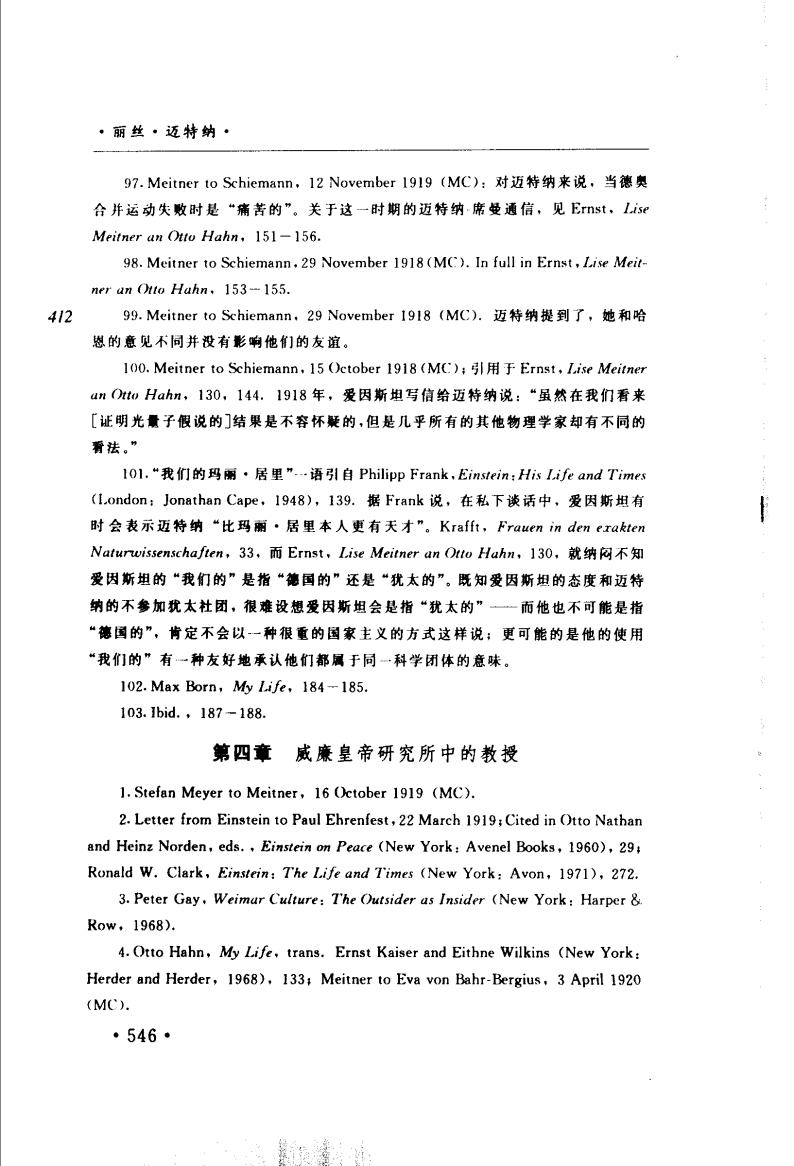 ·丽丝·迈特纳·
97. Meitner to Schiemann, 12 November 1919 (MC): 对迈特纳来说，当德奥
合并运动失败时是“痛苦的”。关于这一时期的迈特纳-席曼通信，见 Ernst, Lise
Meitner an Otto Hahn, 151—156.
98. Meitner to Schiemann, 29 November 1918 (MC). In full in Ernst, Lise Meit-
ner an Otto Hahn, 153—155.
412
99. Meitner to Schiemann, 29 November 1918 (MC). 迈特纳提到了，她和哈
恩的意见不同并没有影响他们的友谊。
100. Meitner to Schiemann, 15 October 1918 (MC); 引用于 Ernst, Lise Meitner
an Otto Hahn, 130, 144. 1918 年，爱因斯坦写信给迈特纳说：“虽然在我们看来
[证明光量子假说的]结果是不容怀疑的，但是几乎所有的其他物理学家却有不同的
看法。”
101. “我们的玛丽·居里”一语引自 Philipp Frank, Einstein: His Life and Times
(London: Jonathan Cape, 1948), 139. 据 Frank 说，在私下谈话中，爱因斯坦有
时会表示迈特纳“比玛丽·居里本人更有天才”。Krafft, Frauen in den exakten
Naturwissenschaften, 33, 而 Ernst, Lise Meitner an Otto Hahn, 130, 就纳闷不知
爱因斯坦的“我们的”是指“德国的”还是“犹太的”。既知爱因斯坦的态度和迈特
纳的不参加犹太社团，很难设想爱因斯坦会是指“犹太的”——而他也不可能是指
“德国的”，肯定不会以一种很重的国家主义的方式这样说；更可能的是他的使用
“我们的”有一种友好地承认他们都属于同一科学团体的意味。
102. Max Born, My Life, 184—185.
103. Ibid., 187—188.
第四章 威廉皇帝研究所中的教授
1. Stefan Meyer to Meitner, 16 October 1919 (MC).
2. Letter from Einstein to Paul Ehrenfest, 22 March 1919; Cited in Otto Nathan
and Heinz Norden, eds., Einstein on Peace (New York: Avenel Books, 1960), 29;
Ronald W. Clark, Einstein: The Life and Times (New York: Avon, 1971), 272.
3. Peter Gay, Weimar Culture: The Outsider as Insider (New York: Harper &
Row, 1968).
4. Otto Hahn, My Life, trans. Ernst Kaiser and Eithne Wilkins (New York:
Herder and Herder, 1968), 133; Meitner to Eva von Bahr-Bergius, 3 April 1920
(MC).
·546·